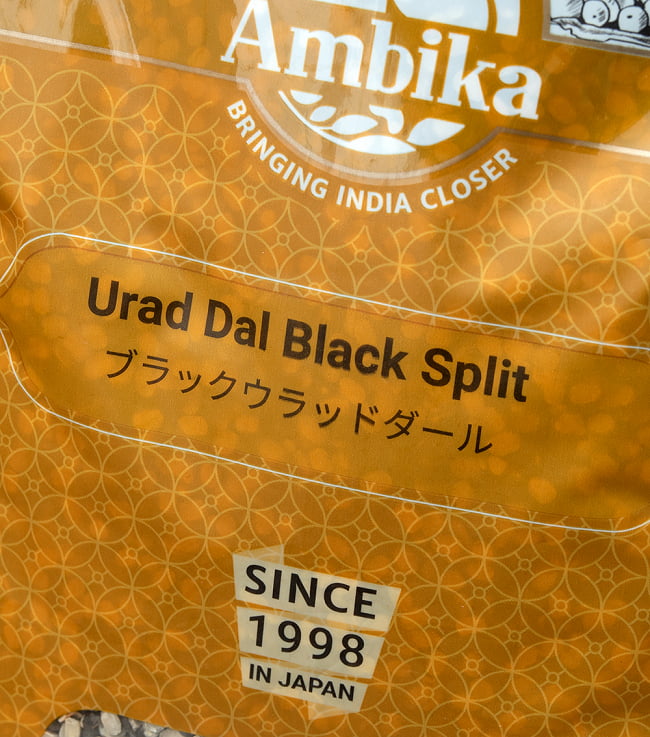 Ambika
BRINGING INDIA CLOSER
Urad Dal Black Split
ブラックウラッドダール
SINCE
1998
IN JAPAN